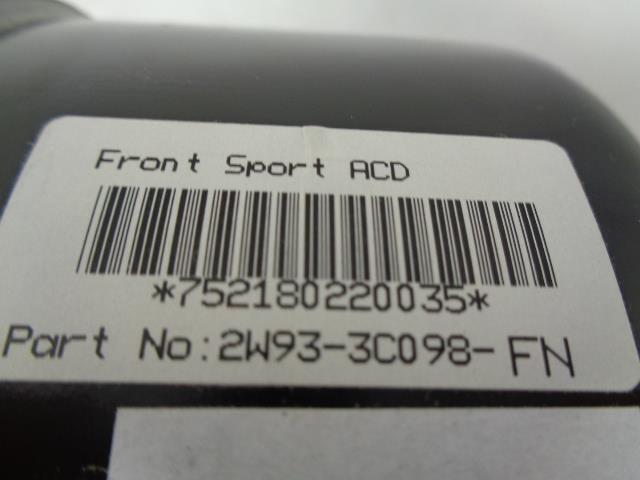 Front Sport ACD
*752180220035*
Part No:2W93-3C098-FN